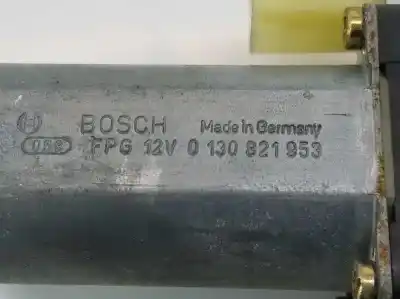 BOSCH Made in Germany
FPG 12V 0 130 821 953